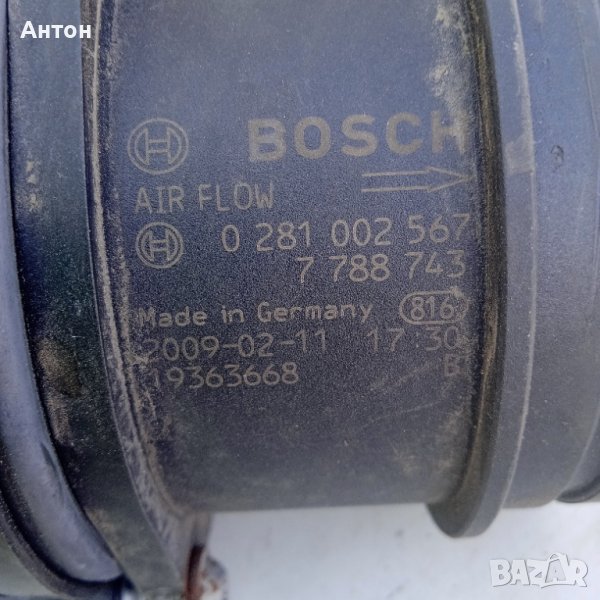 Антон
BOSCH
AIR FLOW
0 281 002 567
7 788 743
Made in Germany 816
2009-02-11 17:30
19363668 B
BAZAR